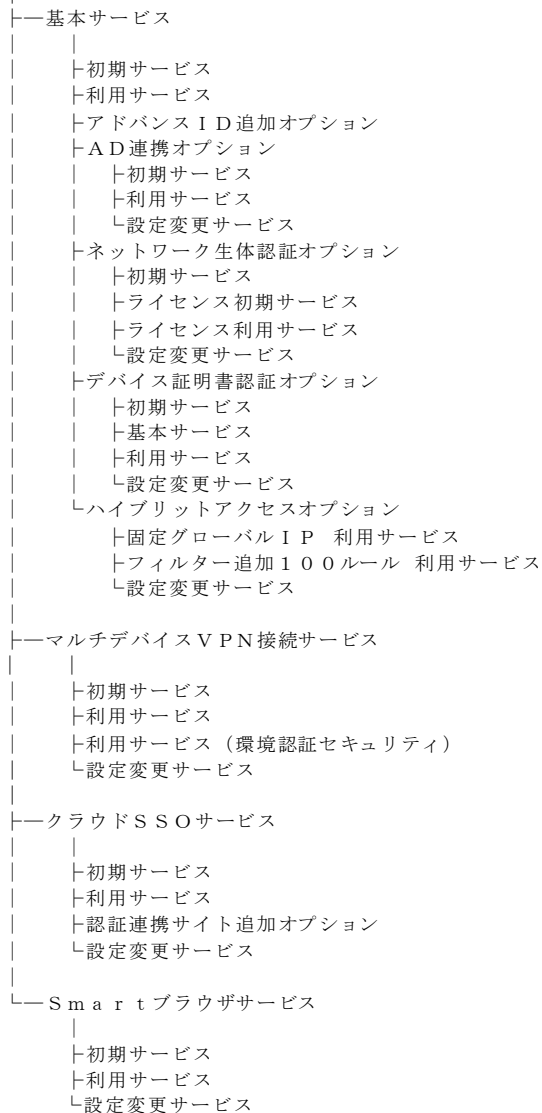 ├―基本サービス
│　　│
│　　├初期サービス
│　　├利用サービス
│　　├アドバンスＩＤ追加オプション
│　　├ＡＤ連携オプション
│　　│　├初期サービス
│　　│　├利用サービス
│　　│　└設定変更サービス
│　　├ネットワーク生体認証オプション
│　　│　├初期サービス
│　　│　├ライセンス初期サービス
│　　│　├ライセンス利用サービス
│　　│　└設定変更サービス
│　　├デバイス証明書認証オプション
│　　│　├初期サービス
│　　│　├基本サービス
│　　│　├利用サービス
│　　│　└設定変更サービス
│　　└ハイブリットアクセスオプション
│　　　　├固定グローバルＩＰ 利用サービス
│　　　　├フィルター追加１００ルール 利用サービス
│　　　　└設定変更サービス
│
├―マルチデバイスＶＰＮ接続サービス
│　　│
│　　├初期サービス
│　　├利用サービス
│　　├利用サービス（環境認証セキュリティ）
│　　└設定変更サービス
│
├―クラウドＳＳＯサービス
│　　│
│　　├初期サービス
│　　├利用サービス
│　　├認証連携サイト追加オプション
│　　└設定変更サービス
│
└―Ｓｍａｒｔブラウザサービス
　　　│
　　　├初期サービス
　　　├利用サービス
　　　└設定変更サービス